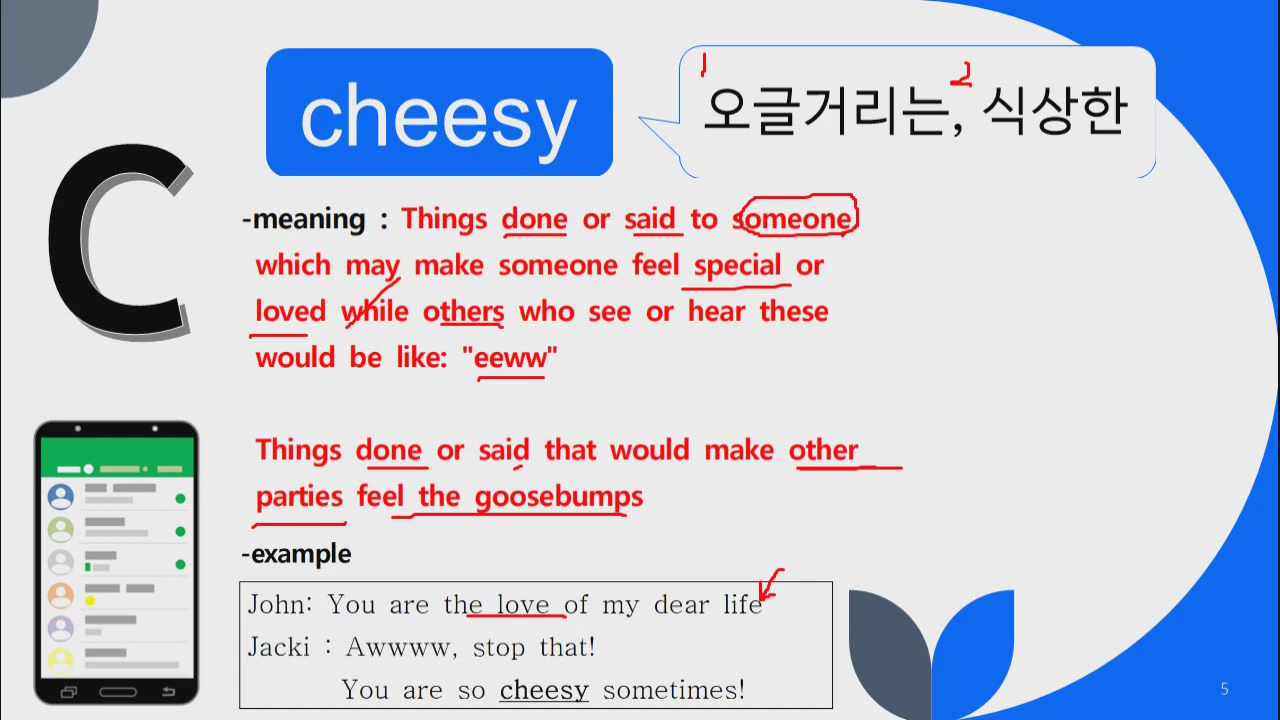 C
cheesy
1 2
오글거리는, 식상한
-meaning : Things done or said to someone
which may make someone feel special or
loved while others who see or hear these
would be like: "eeww"
Things done or said that would make other
parties feel the goosebumps
-example
John: You are the love of my dear life
Jacki : Awwww, stop that!
You are so cheesy sometimes!
5